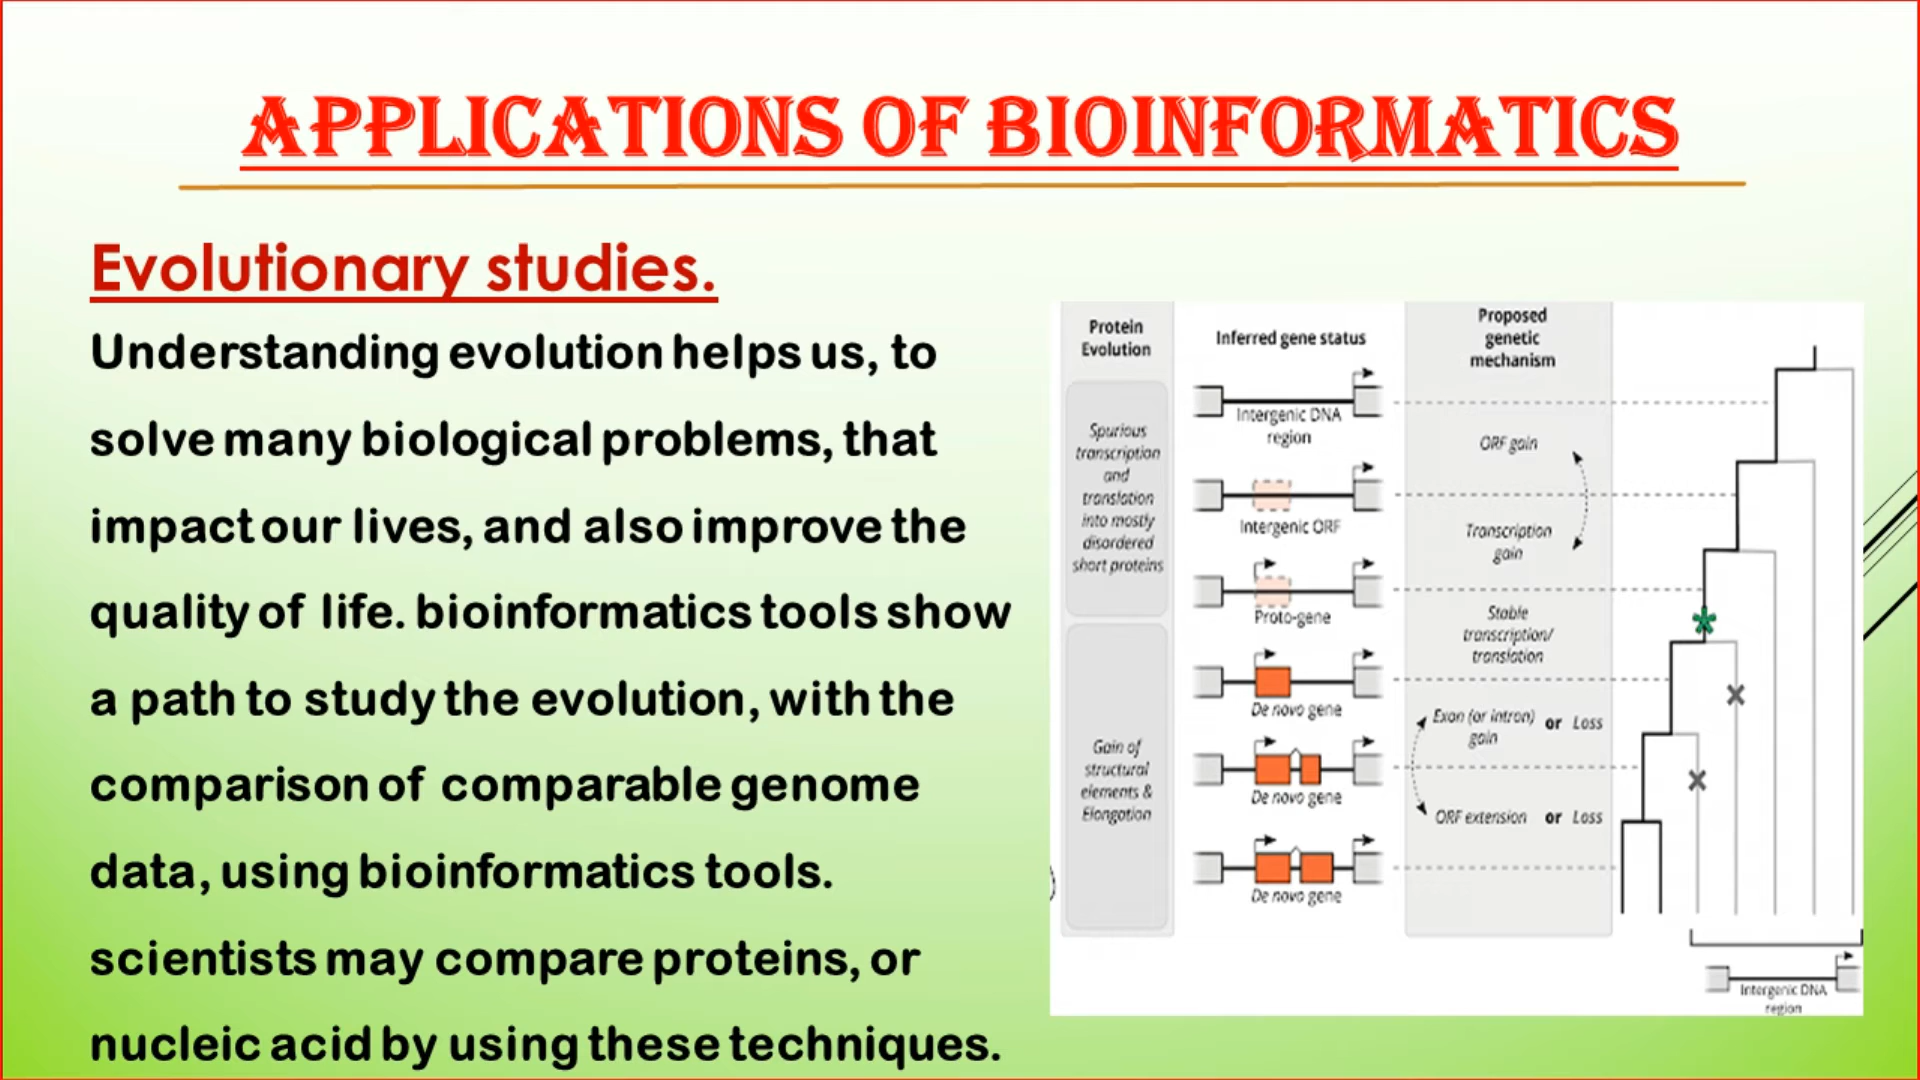 APPLICATIONS OF BIOINFORMATICS
Evolutionary studies.
Understanding evolution helps us, to
solve many biological problems, that
impact our lives, and also improve the
quality of life. bioinformatics tools show
a path to study the evolution, with the
comparison of comparable genome
data, using bioinformatics tools.
scientists may compare proteins, or
nucleic acid by using these techniques.
Protein
Evolution
Spurious
transcription
and
translation
into mostly
disordered
short proteins
Gain of
structural
elements &
Elongation
Inferred gene status
Intergenic DNA
region
Intergenic ORF
Proto-gene
De novo gene
De novo gene
De novo gene
Proposed
genetic
mechanism
ORF gain
Transcription
gain
Stable
transcription/
translation
Exon (or intron) or Loss
gain
ORF extension or Loss
Intergenic DNA
region